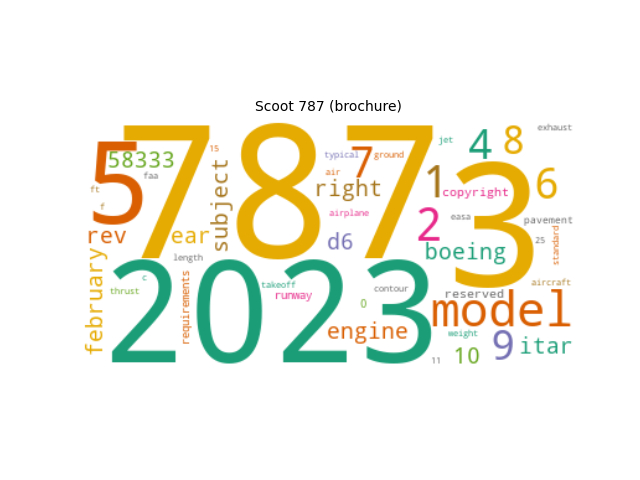 Scoot 787 (brochure)
787
3
2023
5
58333
15
faa
ft
f
rev
ear
subject
length
february
c
thrust
requirements
typical
7
ground
air
right
airplane
d6
jet
4
8
exhaust
1
copyright
6
2
easa
pavement
boeing
25
standard
takeoff
runway
contour
0
engine
reserved
aircraft
model
weight
9
itar
10
11